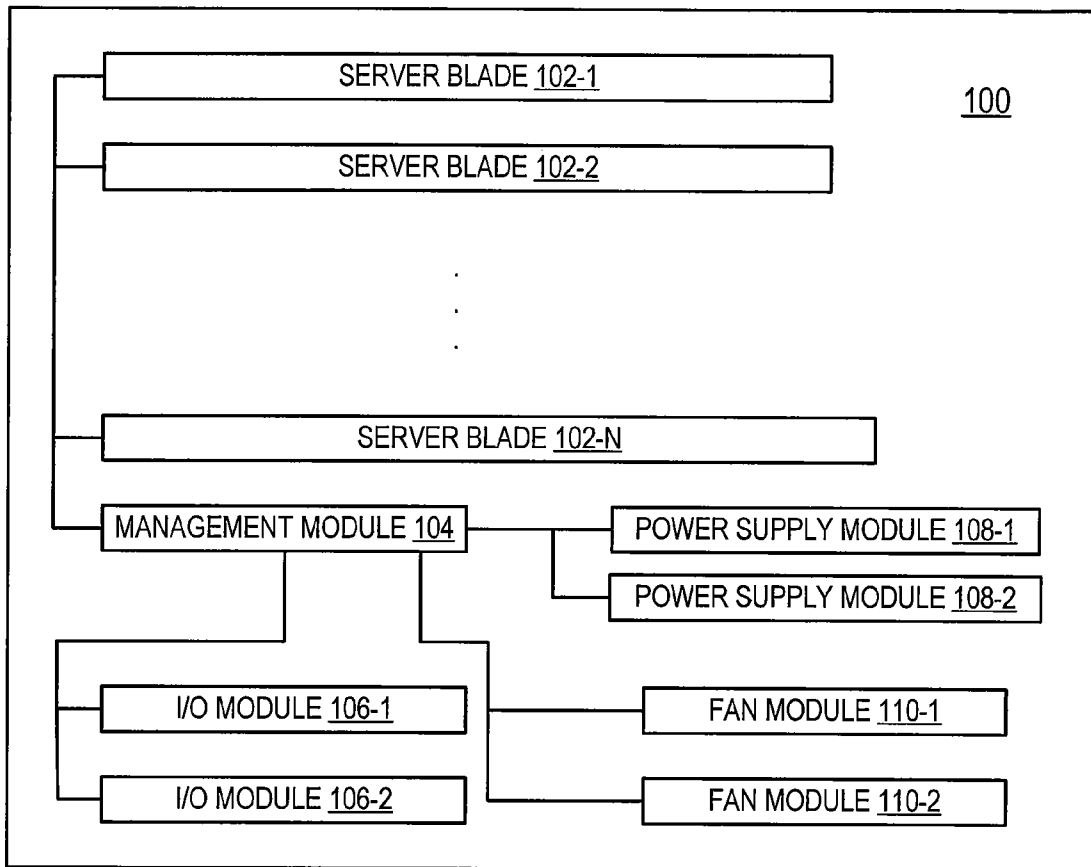 SERVER BLADE 102-1
100
SERVER BLADE 102-2
.
.
.
SERVER BLADE 102-N
MANAGEMENT MODULE 104
POWER SUPPLY MODULE 108-1
POWER SUPPLY MODULE 108-2
I/O MODULE 106-1
FAN MODULE 110-1
I/O MODULE 106-2
FAN MODULE 110-2